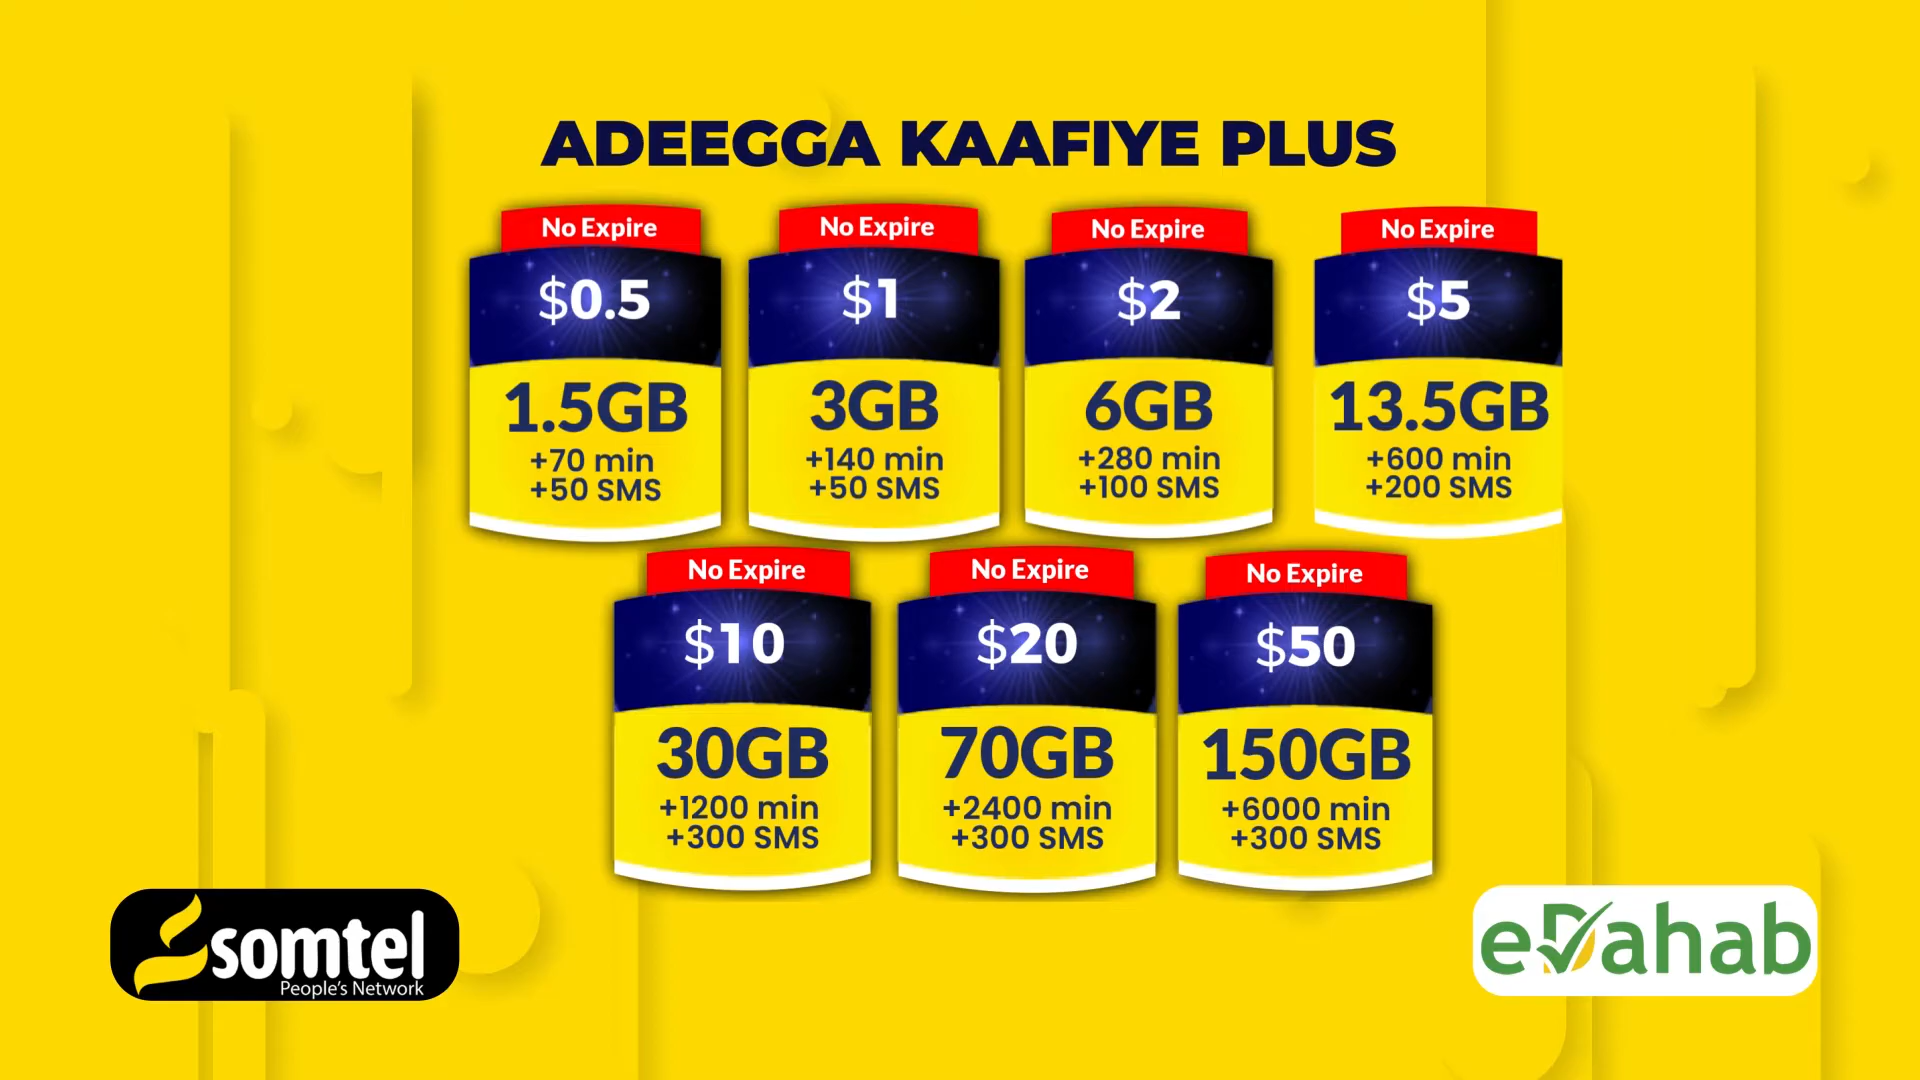 ADEEGGA KAAFIYE PLUS
No Expire
$0.5
1.5GB
+70 min
+50 SMS
No Expire
$1
3GB
+140 min
+50 SMS
No Expire
$2
6GB
+280 min
+100 SMS
No Expire
$5
13.5GB
+600 min
+200 SMS
No Expire
$10
30GB
+1200 min
+300 SMS
No Expire
$20
70GB
+2400 min
+300 SMS
No Expire
$50
150GB
+6000 min
+300 SMS
somtel
People's Network
eDahab